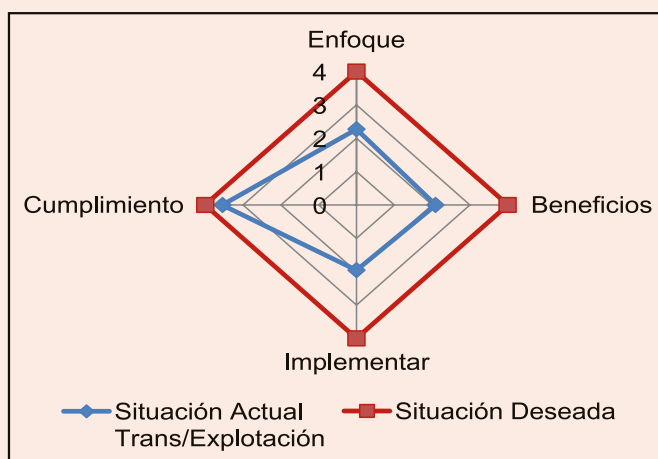 Enfoque
4
3
2
1
0
Cumplimiento
Beneficios
Implementar
Situación Actual
Trans/Explotación
Situación Deseada